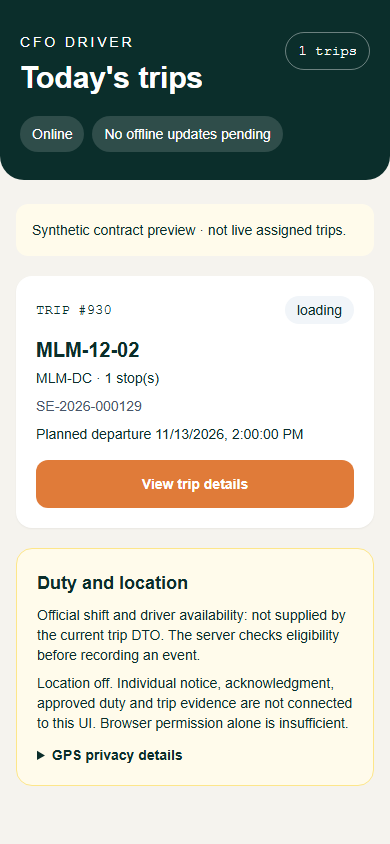 CFO DRIVER
1 trips
Today's trips
Online
No offline updates pending
Synthetic contract preview · not live assigned trips.
TRIP #930
loading
MLM-12-02
MLM-DC · 1 stop(s)
SE-2026-000129
Planned departure 11/13/2026, 2:00:00 PM
View trip details
Duty and location
Official shift and driver availability: not supplied by
the current trip DTO. The server checks eligibility
before recording an event.
Location off. Individual notice, acknowledgment,
approved duty and trip evidence are not connected
to this UI. Browser permission alone is insufficient.
GPS privacy details